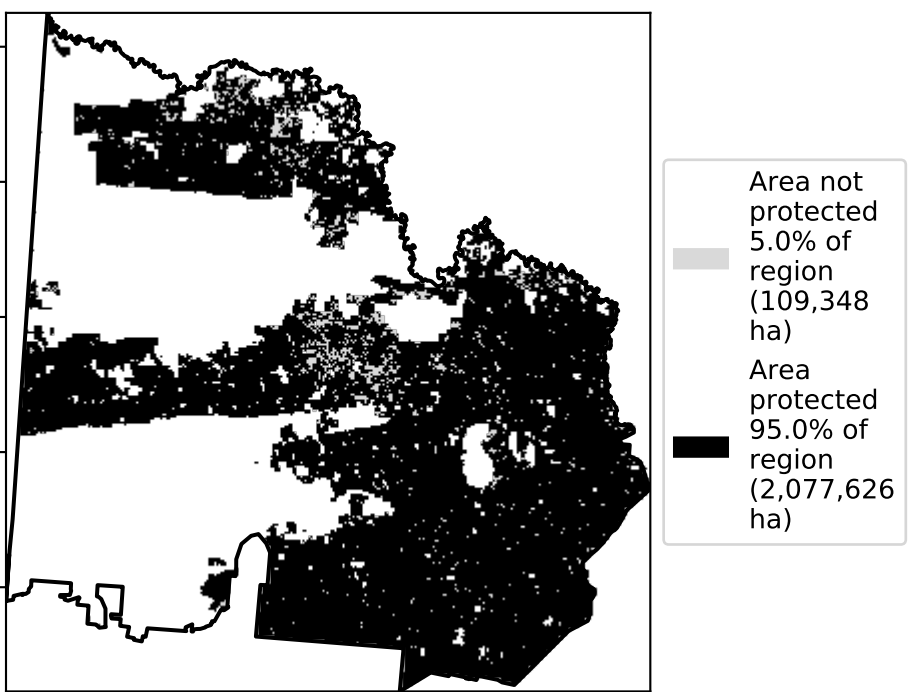 Area not
protected
5.0% of
region
(109,348
ha)
Area
protected
95.0% of
region
(2,077,626
ha)